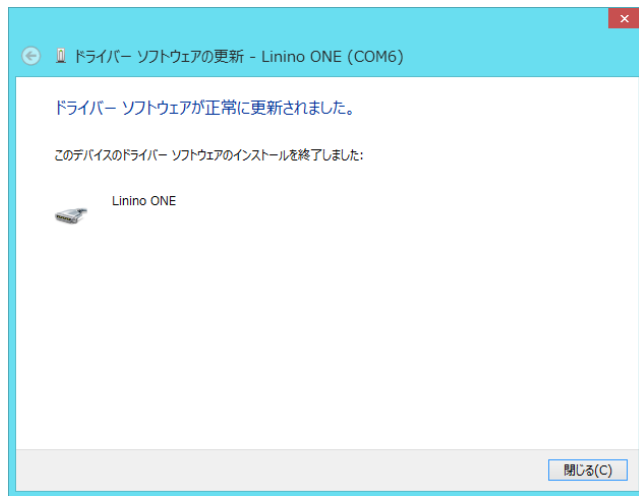 ドライバー ソフトウェアの更新 - Linino ONE (COM6)
ドライバー ソフトウェアが正常に更新されました。
このデバイスのドライバー ソフトウェアのインストールを終了しました:
Linino ONE
閉じる(C)